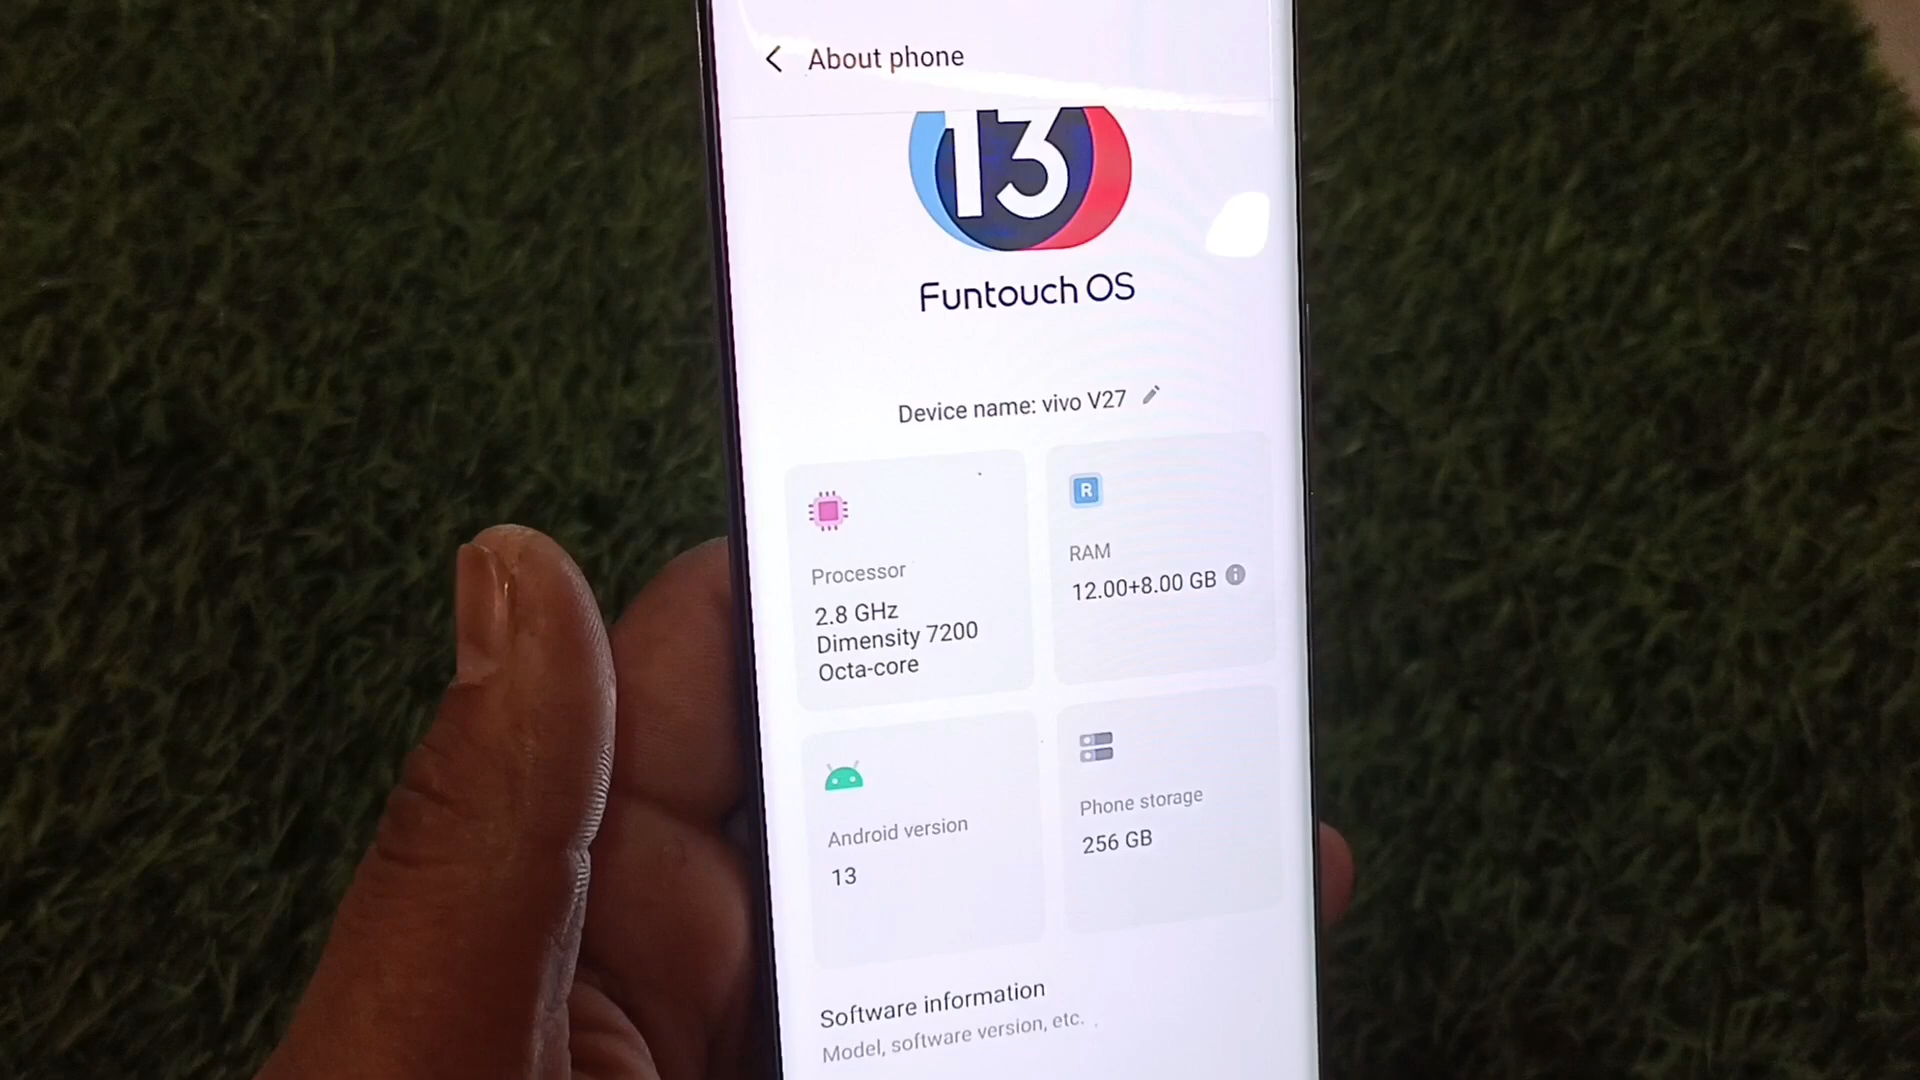 About phone
13
Funtouch OS
Device name: vivo V27
R
Processor
2.8 GHz
Dimensity 7200
Octa-core
RAM
12.00+8.00 GB
Android version
13
Phone storage
256 GB
Software information
Model, software version, etc.